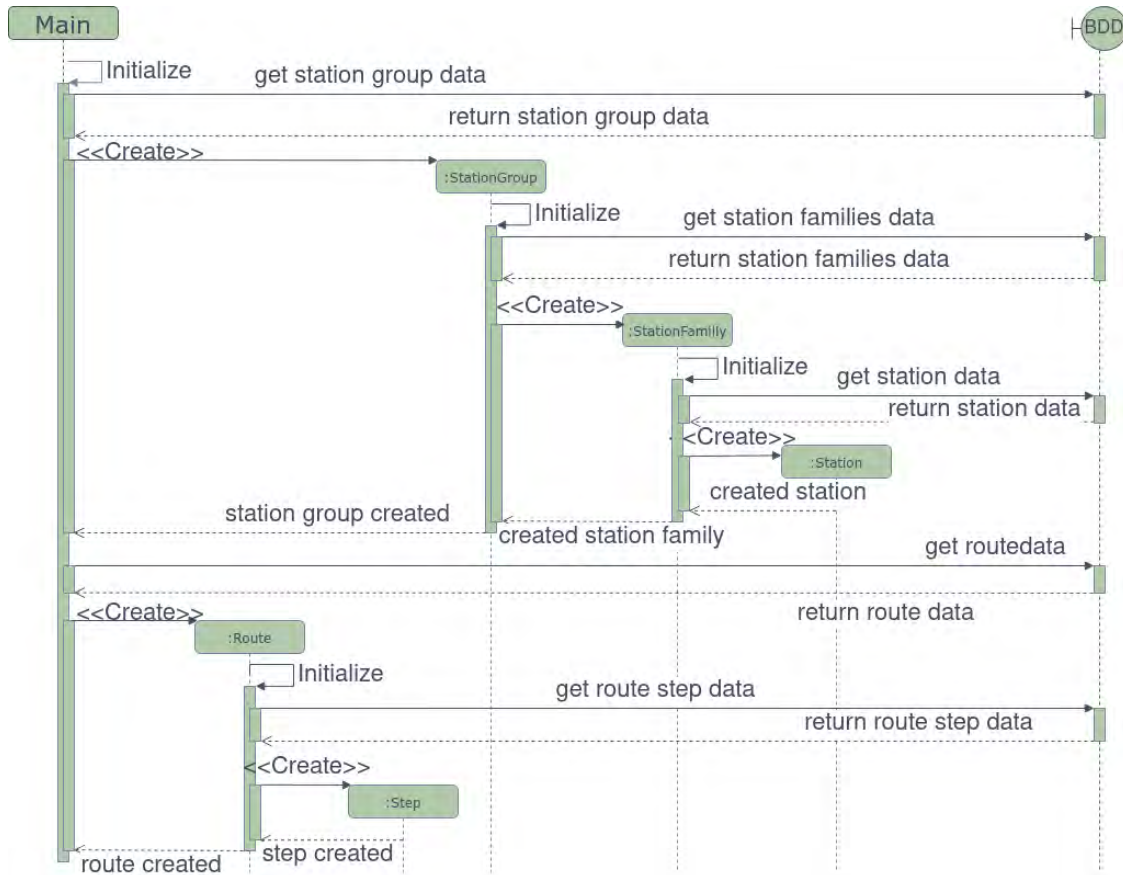 Main
BDD
Initialize
get station group data
return station group data
<<Create>>
:StationGroup
Initialize
get station families data
return station families data
<<Create>>
:StationFamilly
Initialize
get station data
return station data
<<Create>>
:Station
created station
station group created
created station family
get routedata
return route data
<<Create>>
:Route
Initialize
get route step data
return route step data
<<Create>>
:Step
step created
route created